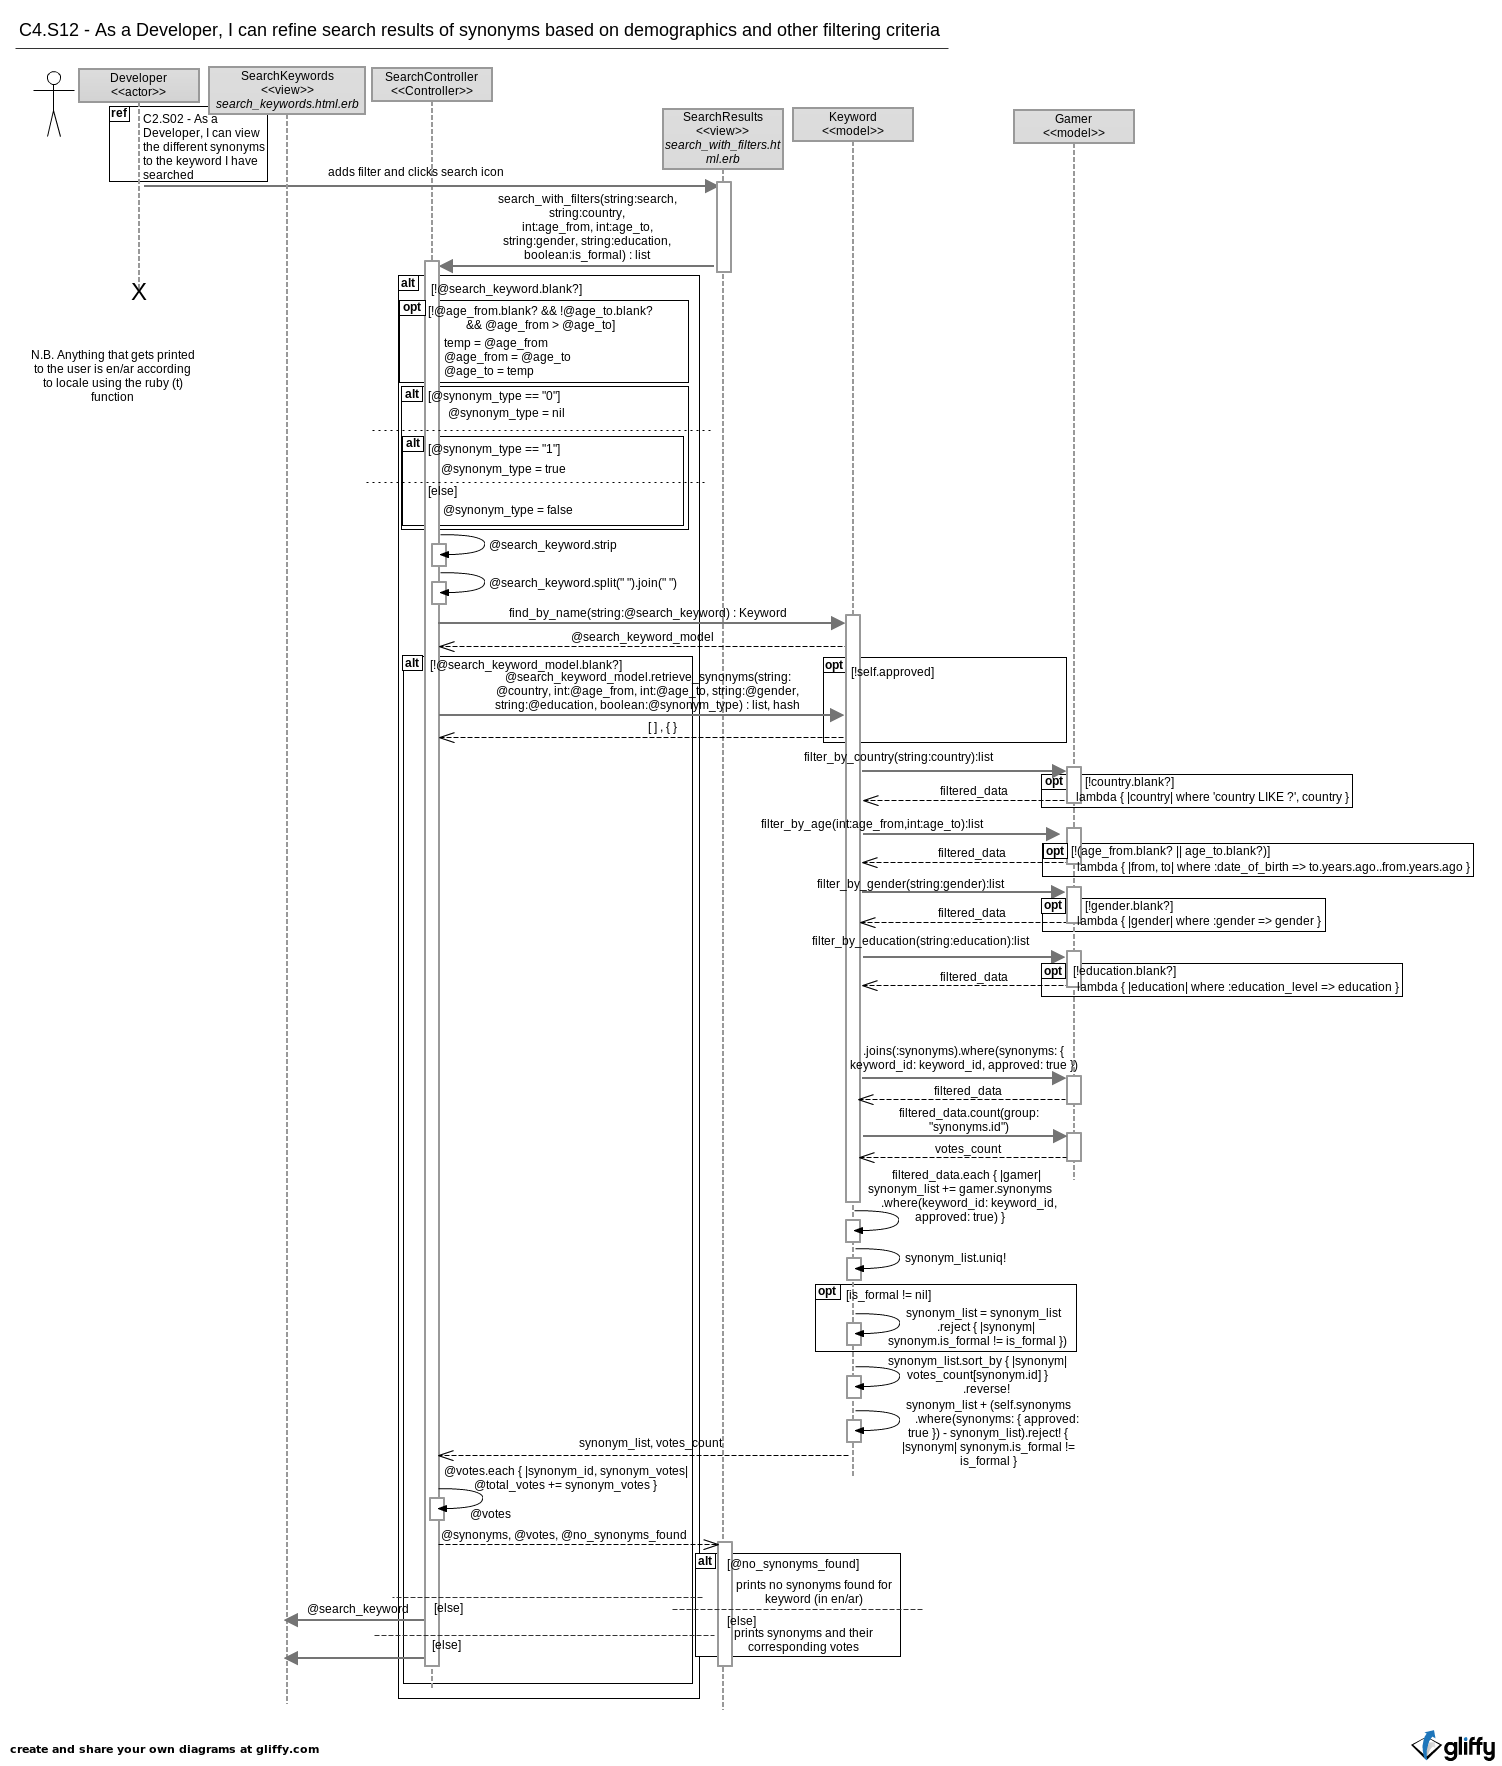 C4.S12 - As a Developer, I can refine search results of synonyms based on demographics and other filtering criteria
Developer
<<actor>>
SearchKeywords
<<view>>
search_keywords.html.erb
SearchController
<<Controller>>
SearchResults
<<view>>
search_with_filters.ht
ml.erb
Keyword
<<model>>
Gamer
<<model>>
ref
C2.S02 - As a
Developer, I can view
the different synonyms
to the keyword I have
searched
adds filter and clicks search icon
search_with_filters(string:search,
string:country,
int:age_from, int:age_to,
string:gender, string:education,
boolean:is_formal) : list
X
N.B. Anything that gets printed
to the user is en/ar according
to locale using the ruby (t)
function
alt
[!@search_keyword.blank?]
opt
[!@age_from.blank? && !@age_to.blank?
&& @age_from > @age_to]
temp = @age_from
@age_from = @age_to
@age_to = temp
alt
[@synonym_type == "0"]
@synonym_type = nil
alt
[@synonym_type == "1"]
@synonym_type = true
[else]
@synonym_type = false
@search_keyword.strip
@search_keyword.split(" ").join(" ")
find_by_name(string:@search_keyword) : Keyword
@search_keyword_model
alt
[!@search_keyword_model.blank?]
@search_keyword_model.retrieve_synonyms(string:
@country, int:@age_from, int:@age_to, string:@gender,
string:@education, boolean:@synonym_type) : list, hash
opt
[!self.approved]
[ ] , { }
filter_by_country(string:country):list
opt
[!country.blank?]
lambda { |country| where 'country LIKE ?', country }
filtered_data
filter_by_age(int:age_from,int:age_to):list
opt
[!(age_from.blank? || age_to.blank?)]
lambda { |from, to| where :date_of_birth => to.years.ago..from.years.ago }
filtered_data
filter_by_gender(string:gender):list
opt
[!gender.blank?]
lambda { |gender| where :gender => gender }
filtered_data
filter_by_education(string:education):list
opt
[!education.blank?]
lambda { |education| where :education_level => education }
filtered_data
.joins(:synonyms).where(synonyms: {
keyword_id: keyword_id, approved: true })
filtered_data
filtered_data.count(group:
"synonyms.id")
votes_count
filtered_data.each { |gamer|
synonym_list += gamer.synonyms
.where(keyword_id: keyword_id,
approved: true) }
synonym_list.uniq!
opt
[is_formal != nil]
synonym_list = synonym_list
.reject { |synonym|
synonym.is_formal != is_formal })
synonym_list.sort_by { |synonym|
votes_count[synonym.id] }
.reverse!
synonym_list + (self.synonyms
.where(synonyms: { approved:
true }) - synonym_list).reject! {
|synonym| synonym.is_formal !=
is_formal }
synonym_list, votes_count
@votes.each { |synonym_id, synonym_votes|
@total_votes += synonym_votes }
@votes
@synonyms, @votes, @no_synonyms_found
alt
[@no_synonyms_found]
prints no synonyms found for
keyword (in en/ar)
[else]
prints synonyms and their
corresponding votes
@search_keyword
[else]
[else]
create and share your own diagrams at gliffy.com
gliffy